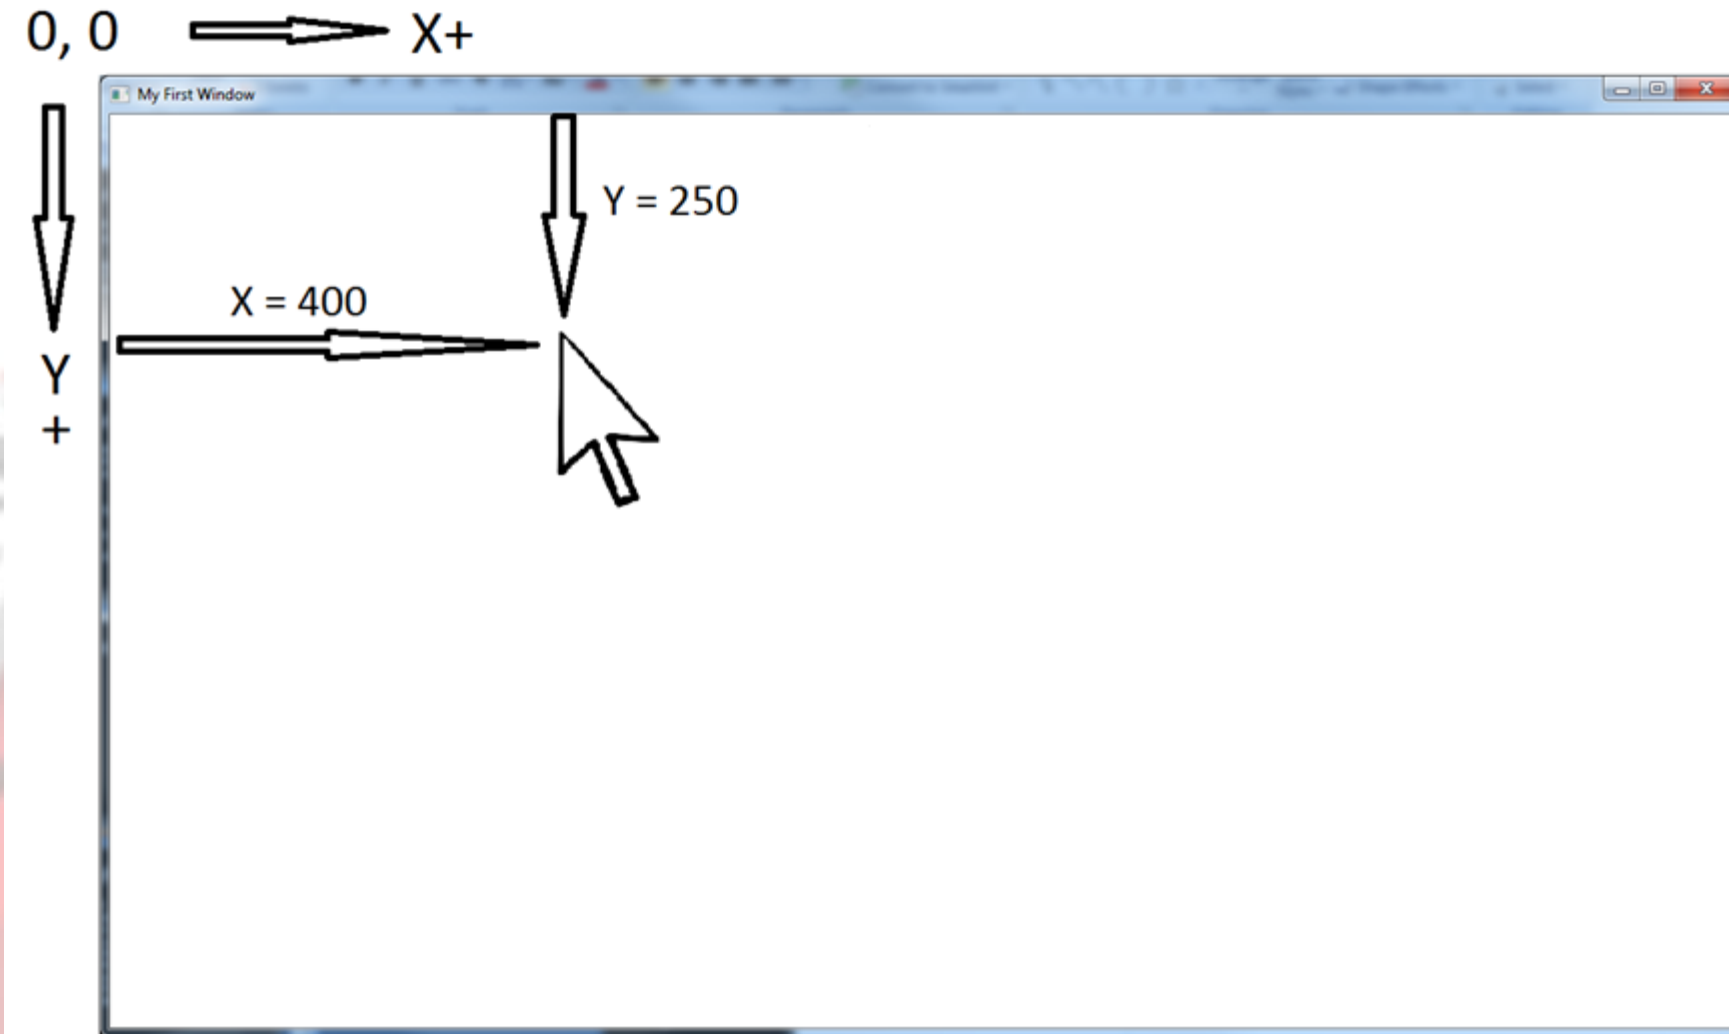 0, 0 X+
My First Window
Y = 250
X = 400
Y
+